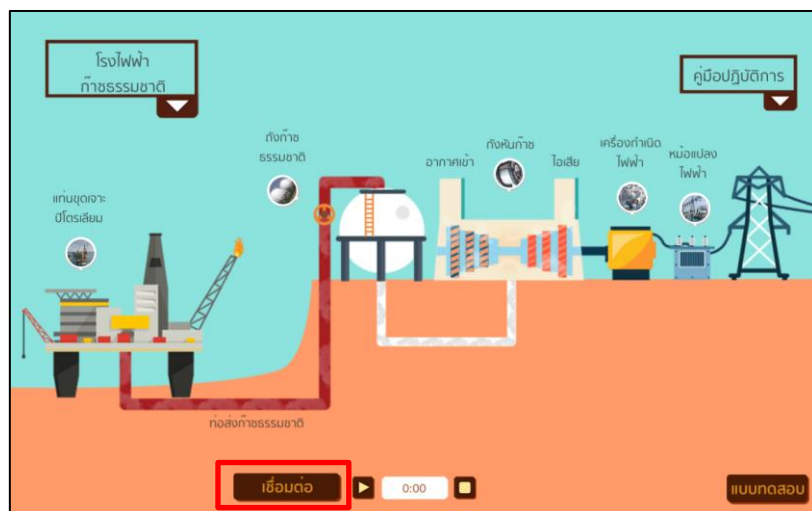 โรงไฟฟ้า
ก๊าซธรรมชาติ
คู่มือปฏิบัติการ
ถังก๊าซ
ธรรมชาติ
อากาศเข้า
กังหันก๊าซ
ไอเสีย
เครื่องกำเนิด
ไฟฟ้า
หม้อแปลง
ไฟฟ้า
แท่นขุดเจาะ
ปิโตรเลียม
ท่อส่งก๊าซธรรมชาติ
เชื่อมต่อ
0:00
แบบทดสอบ